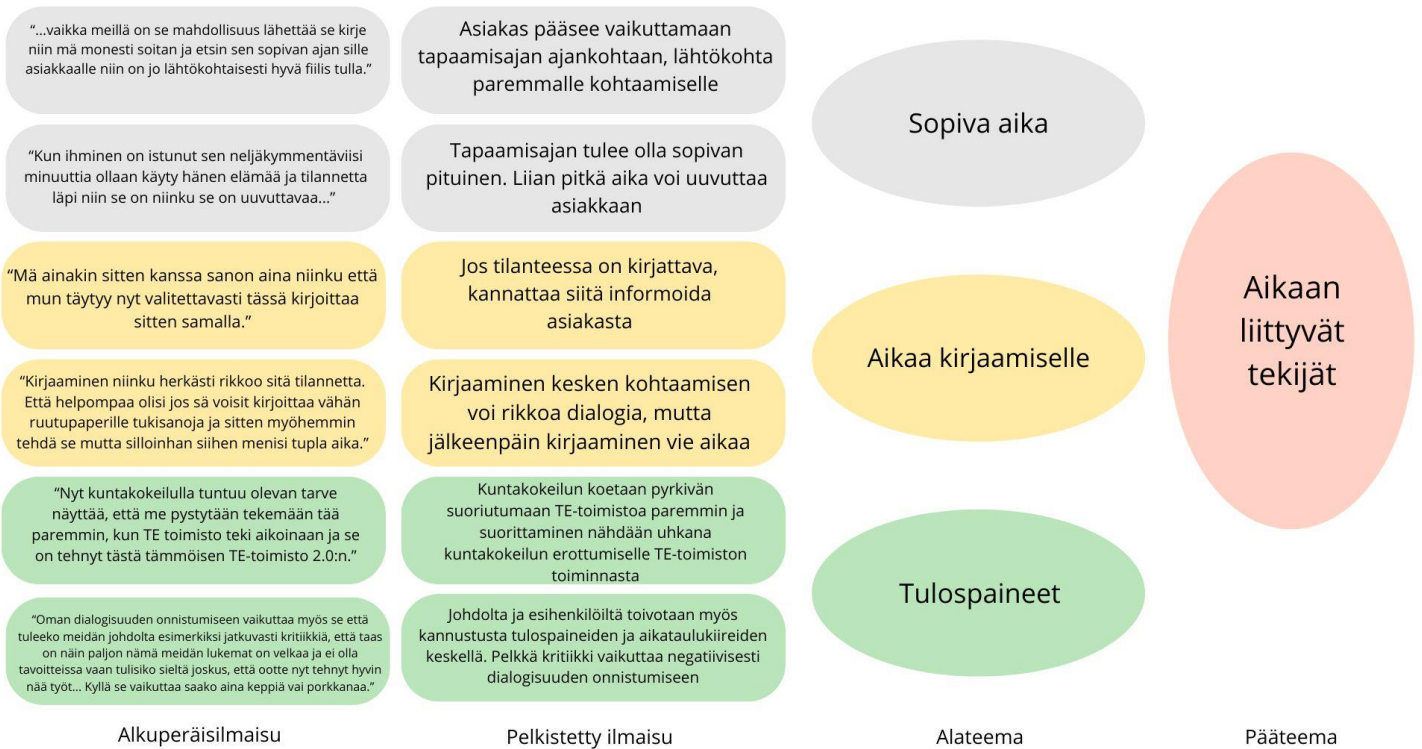 “...vaikka meillä on se mahdollisuus lähettää se kirje
niin mä monesti soitan ja etsin sen sopivan ajan sille
asiakkaalle niin on jo lähtökohtaisesti hyvä fiilis tulla.”
Asiakas pääsee vaikuttamaan
tapaamisajan ajankohtaan, lähtökohta
paremmalle kohtaamiselle
“Kun ihminen on istunut sen neljäkymmentäviisi
minuuttia ollaan käyty hänen elämää ja tilannetta
läpi niin se on niinku se on uuvuttavaa...”
Tapaamisajan tulee olla sopivan
pituinen. Liian pitkä aika voi uuvuttaa
asiakkaan
Sopiva aika
“Mä ainakin sitten kanssa sanon aina niinku että
mun täytyy nyt valitettavasti tässä kirjoittaa
sitten samalla.”
Jos tilanteessa on kirjattava,
kannattaa siitä informoida
asiakasta
“Kirjaaminen niinku herkästi rikkoo sitä tilannetta.
Että helpompaa olisi jos sä voisit kirjoittaa vähän
ruutupaperille tukisanoja ja sitten myöhemmin
tehdä se mutta silloinhan siihen menisi tupla aika.”
Kirjaaminen kesken kohtaamisen
voi rikkoa dialogia, mutta
jälkeenpäin kirjaaminen vie aikaa
Aikaa kirjaamiselle
“Nyt kuntakokeilulla tuntuu olevan tarve
näyttää, että me pystytään tekemään tää
paremmin, kun TE toimisto teki aikoinaan ja se
on tehnyt tästä tämmöisen TE-toimisto 2.0:n.”
Kuntakokeilun koetaan pyrkivän
suoriutumaan TE-toimistoa paremmin ja
suorittaminen nähdään uhkana
kuntakokeilun erottumiselle TE-toimiston
toiminnasta
“Oman dialogisuuden onnistumiseen vaikuttaa myös se että
tuleeko meidän johdolta esimerkiksi jatkuvasti kritiikkiä, että taas
on näin paljon nämä meidän lukemat on velkaa ja ei olla
tavoitteissa vaan tulisiko sieltä joskus, että ootte nyt tehnyt hyvin
nää työt... Kyllä se vaikuttaa saako aina keppiä vai porkkanaa.”
Johdolta ja esihenkilöiltä toivotaan myös
kannustusta tulospaineiden ja aikataulukiireiden
keskellä. Pelkkä kritiikki vaikuttaa negatiivisesti
dialogisuuden onnistumiseen
Tulospaineet
Aikaan
liittyvät
tekijät
Alkuperäisilmaisu
Pelkistetty ilmaisu
Alateema
Pääteema